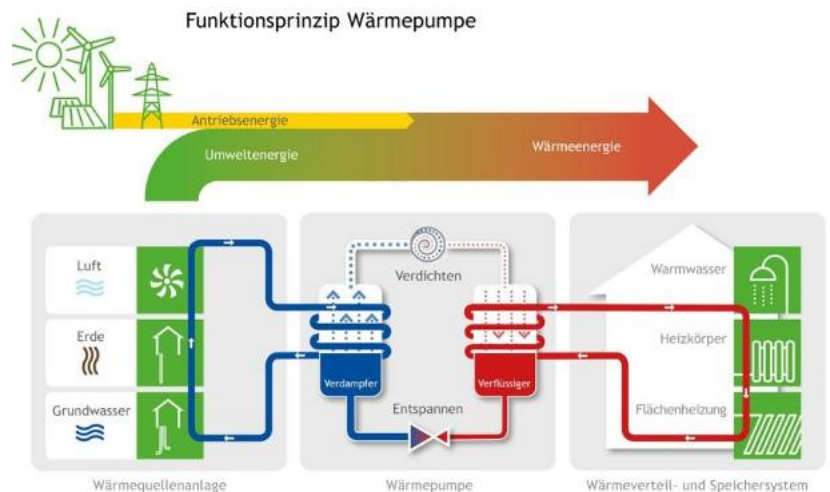 Funktionsprinzip Wärmepumpe
Antriebsenergie
Umweltenergie
Wärmeenergie
Luft
Erde
Grundwasser
Wärmequellenanlage
Verdichten
Verdampfer
Verflüssiger
Entspannen
Wärmepumpe
Warmwasser
Heizkörper
Flächenheizung
Wärmeverteil- und Speichersystem